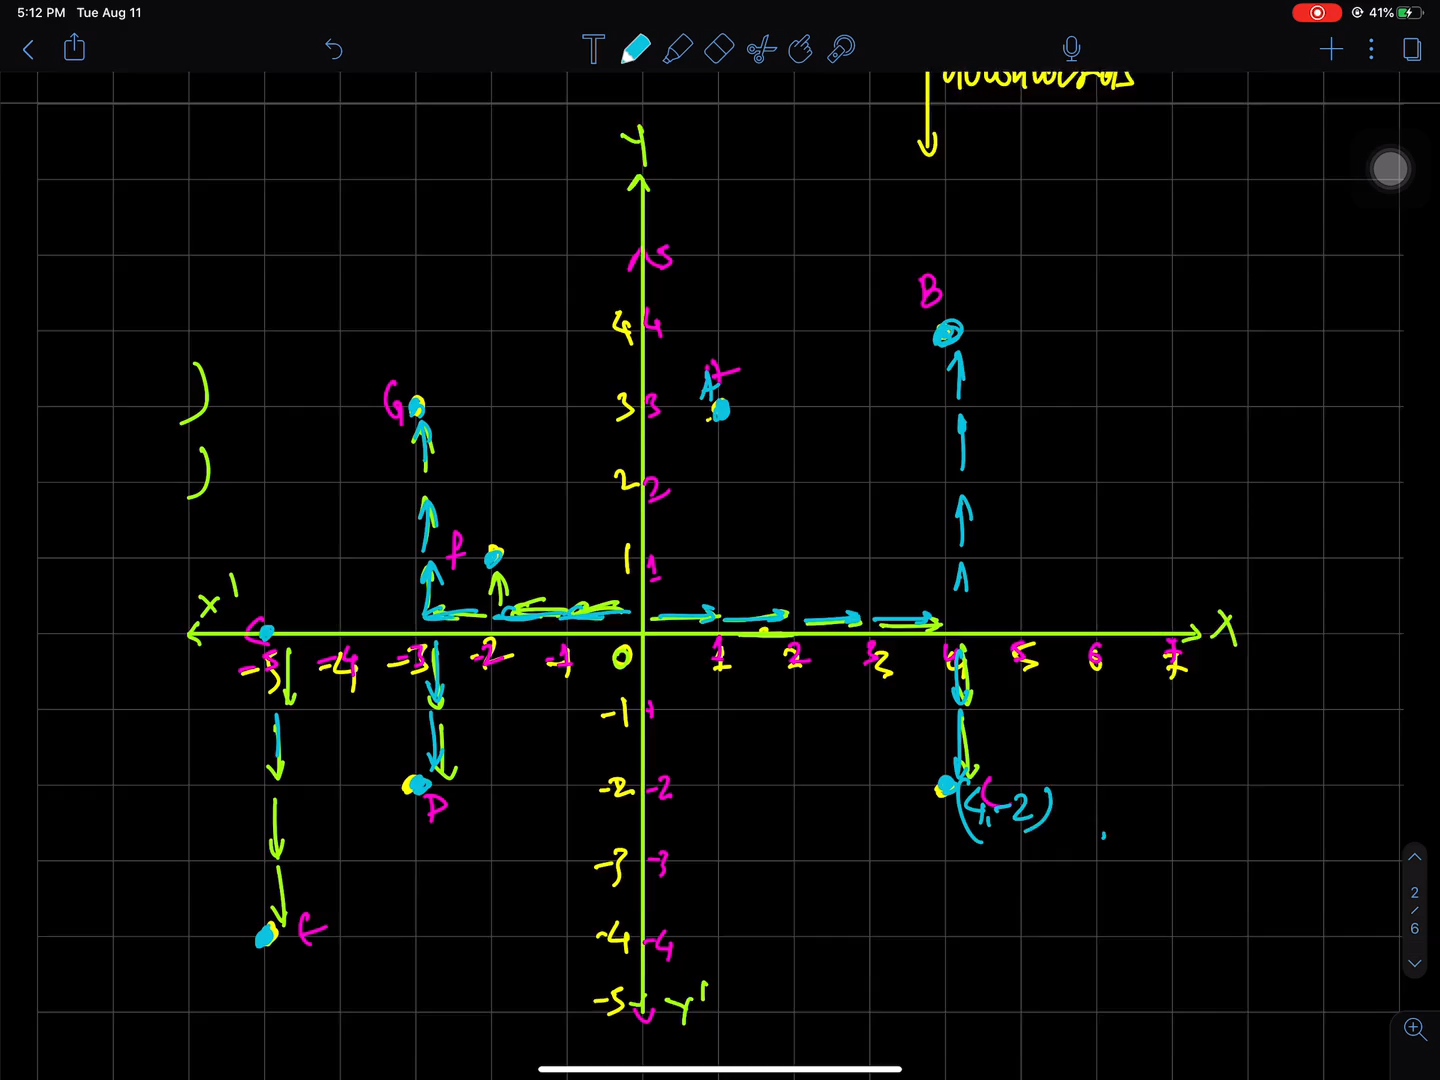 5:12 PM Tue Aug 11
41%
T
Y
5
B
4 4
G A
3 3
2 2
1 1
X' X
-5 -4 -3 -2 -1 0 1 2 3 4 5 6 7
-1
-2 -2
D (4,-2)
-3 -3
-4 -4
-5 Y'
2
/
6